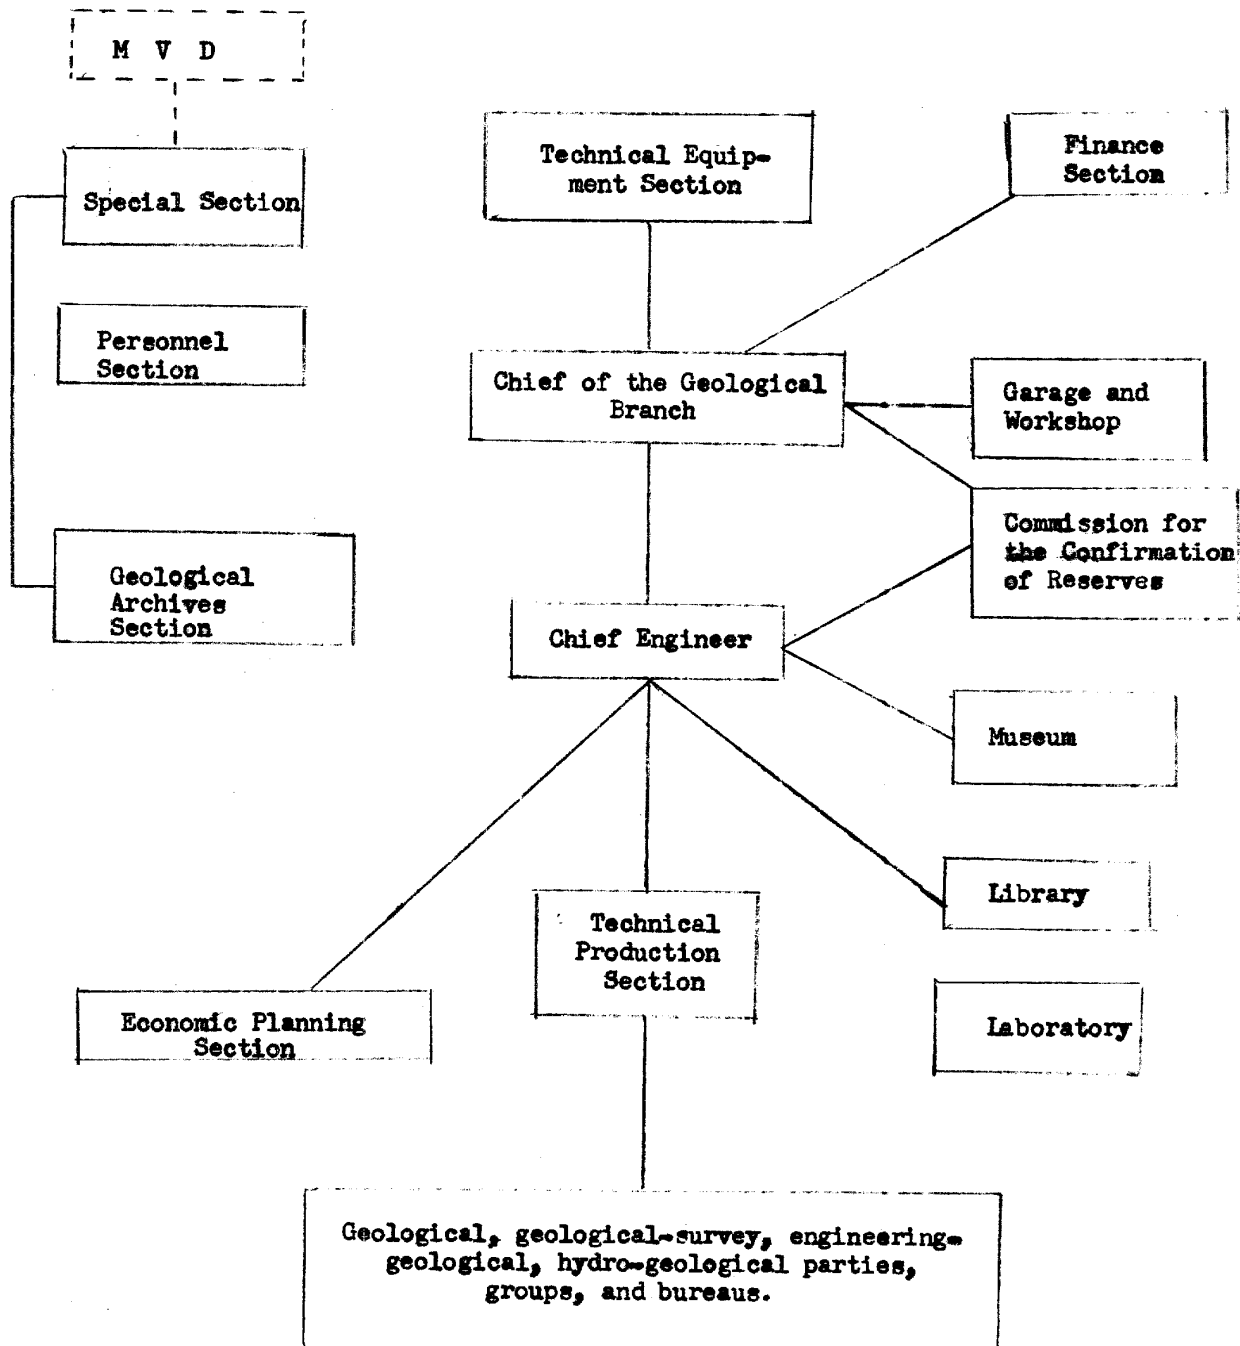 M V D
Special Section
Technical Equip-
ment Section
Finance
Section
Personnel
Section
Chief of the Geological
Branch
Garage and
Workshop
Commission for
the Confirmation
of Reserves
Geological
Archives
Section
Chief Engineer
Museum
Library
Technical
Production
Section
Economic Planning
Section
Laboratory
Geological, geological-survey, engineering-
geological, hydro-geological parties,
groups, and bureaus.